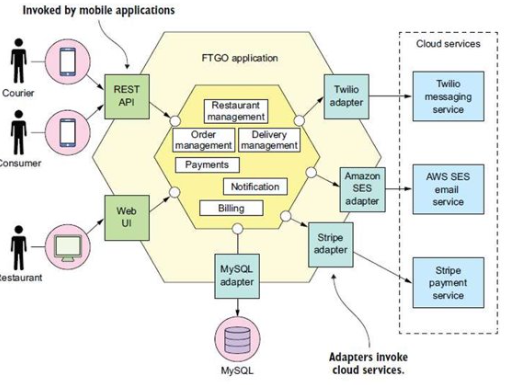 Invoked by mobile applications
FTGO application
Cloud services
Courier
REST
API
Restaurant
management
Order
management
Delivery
management
Payments
Notification
Billing
Twilio
adapter
Twilio
messaging
service
Consumer
Amazon
SES
adapter
AWS SES
email
service
Web
UI
Stripe
adapter
MySQL
adapter
Stripe
payment
service
Restaurant
MySQL
Adapters invoke
cloud services.